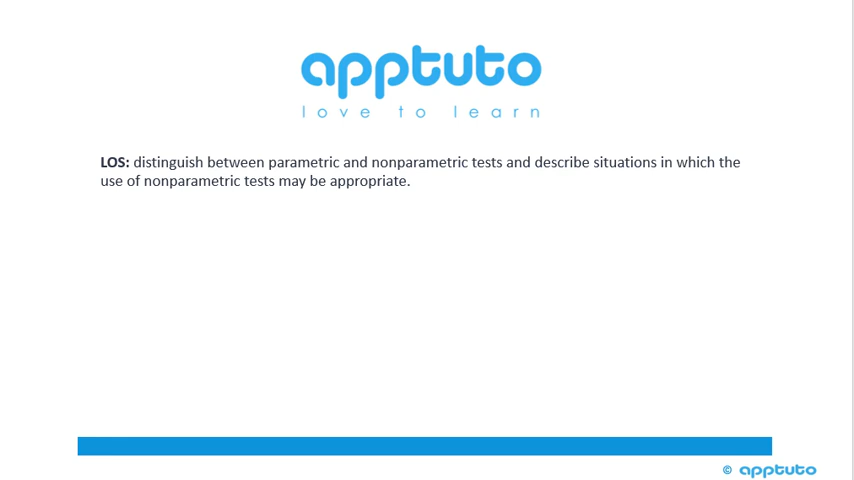 apptuto
love to learn
LOS: distinguish between parametric and nonparametric tests and describe situations in which the
use of nonparametric tests may be appropriate.
© apptuto